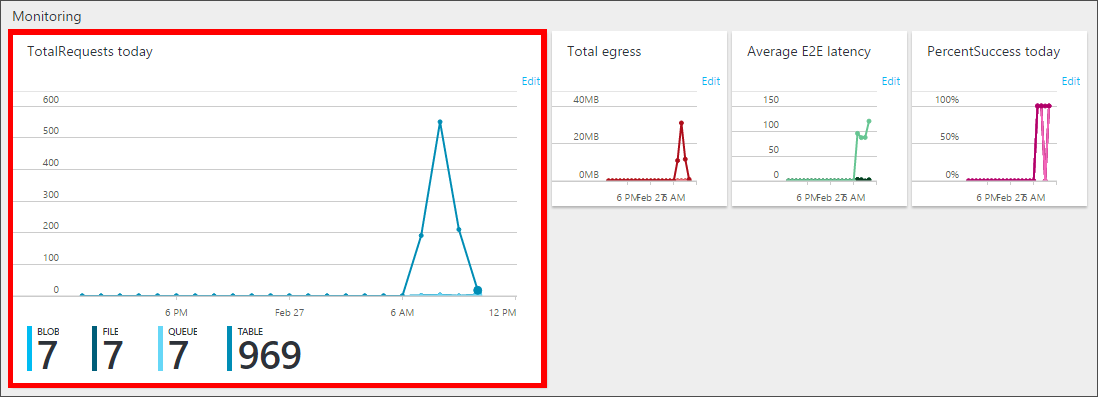 Monitoring
TotalRequests today
Edit
600
500
400
300
200
100
0
6 PM Feb 27 6 AM 12 PM
BLOB FILE QUEUE TABLE
7 7 7 969
Total egress
Edit
40MB
20MB
0MB
6 PM Feb 27 6 AM
Average E2E latency
Edit
150
100
50
0
6 PM Feb 27 6 AM
PercentSuccess today
Edit
100%
50%
0%
6 PM Feb 27 6 AM